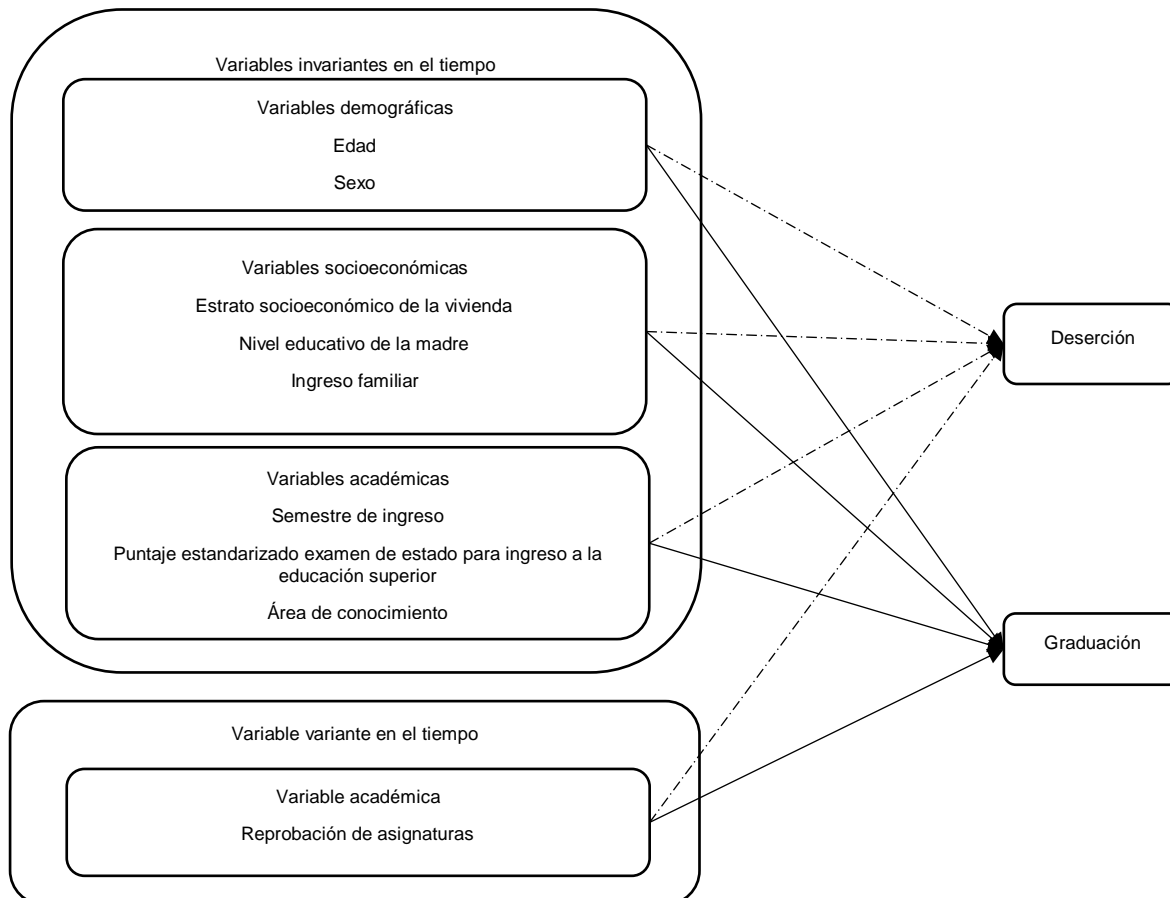 Variables invariantes en el tiempo
Variables demográficas
Edad
Sexo
Variables socioeconómicas
Estrato socioeconómico de la vivienda
Nivel educativo de la madre
Ingreso familiar
Variables académicas
Semestre de ingreso
Puntaje estandarizado examen de estado para ingreso a la
educación superior
Área de conocimiento
Variable variante en el tiempo
Variable académica
Reprobación de asignaturas
Deserción
Graduación